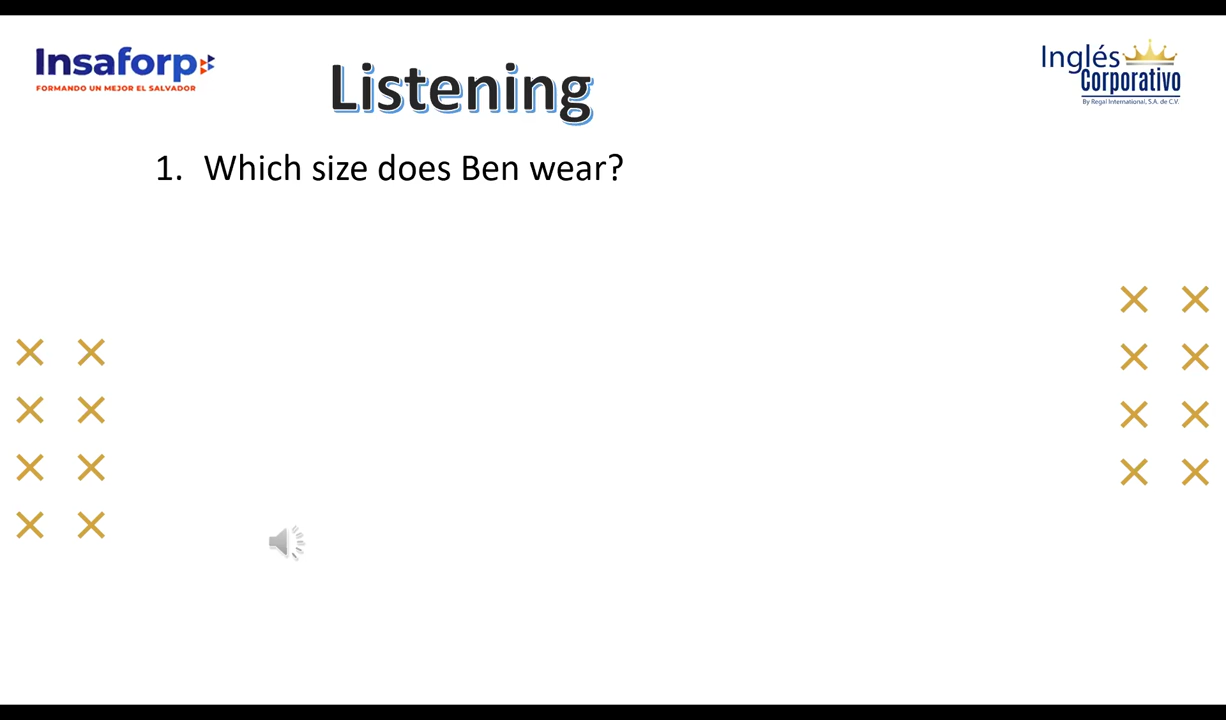 Insaforp
FORMANDO UN MEJOR EL SALVADOR
Listening
Inglés
Corporativo
By Regal International, S.A. de C.V.
1. Which size does Ben wear?